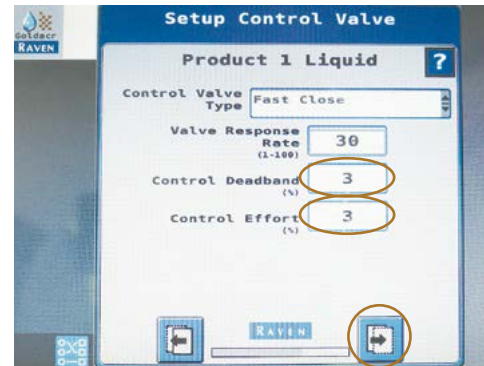 Setup Control Valve
Goldacr
RAVEN
Product 1 Liquid
?
Control Valve Type
Fast Close
Valve Response Rate
(1-100)
30
Control Deadband
(%)
3
Control Effort
(%)
3
RAVEN